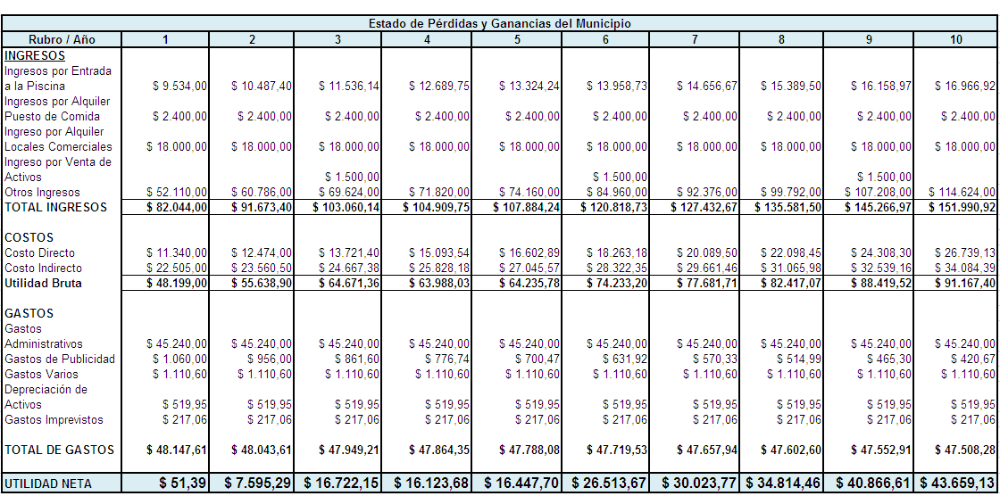 Estado de Pérdidas y Ganancias del Municipio
Rubro / Año 1 2 3 4 5 6 7 8 9 10
INGRESOS
Ingresos por Entrada
a la Piscina $ 9.534,00 $ 10.487,40 $ 11.536,14 $ 12.689,75 $ 13.324,24 $ 13.958,73 $ 14.656,67 $ 15.389,50 $ 16.158,97 $ 16.966,92
Ingresos por Alquiler
Puesto de Comida $ 2.400,00 $ 2.400,00 $ 2.400,00 $ 2.400,00 $ 2.400,00 $ 2.400,00 $ 2.400,00 $ 2.400,00 $ 2.400,00 $ 2.400,00
Ingreso por Alquiler
Locales Comerciales $ 18.000,00 $ 18.000,00 $ 18.000,00 $ 18.000,00 $ 18.000,00 $ 18.000,00 $ 18.000,00 $ 18.000,00 $ 18.000,00 $ 18.000,00
Ingreso por Venta de
Activos $ 1.500,00 $ 1.500,00 $ 1.500,00
Otros Ingresos $ 52.110,00 $ 60.786,00 $ 69.624,00 $ 71.820,00 $ 74.160,00 $ 84.960,00 $ 92.376,00 $ 99.792,00 $ 107.208,00 $ 114.624,00
TOTAL INGRESOS $ 82.044,00 $ 91.673,40 $ 103.060,14 $ 104.909,75 $ 107.884,24 $ 120.818,73 $ 127.432,67 $ 135.581,50 $ 145.266,97 $ 151.990,92
COSTOS
Costo Directo $ 11.340,00 $ 12.474,00 $ 13.721,40 $ 15.093,54 $ 16.602,89 $ 18.263,18 $ 20.089,50 $ 22.098,45 $ 24.308,30 $ 26.739,13
Costo Indirecto $ 22.505,00 $ 23.560,50 $ 24.667,38 $ 25.828,18 $ 27.045,57 $ 28.322,35 $ 29.661,46 $ 31.065,98 $ 32.539,16 $ 34.084,39
Utilidad Bruta $ 48.199,00 $ 55.638,90 $ 64.671,36 $ 63.988,03 $ 64.235,78 $ 74.233,20 $ 77.681,71 $ 82.417,07 $ 88.419,52 $ 91.167,40
GASTOS
Gastos
Administrativos $ 45.240,00 $ 45.240,00 $ 45.240,00 $ 45.240,00 $ 45.240,00 $ 45.240,00 $ 45.240,00 $ 45.240,00 $ 45.240,00 $ 45.240,00
Gastos de Publicidad $ 1.060,00 $ 956,00 $ 861,60 $ 776,74 $ 700,47 $ 631,92 $ 570,33 $ 514,99 $ 465,30 $ 420,67
Gastos Varios $ 1.110,60 $ 1.110,60 $ 1.110,60 $ 1.110,60 $ 1.110,60 $ 1.110,60 $ 1.110,60 $ 1.110,60 $ 1.110,60 $ 1.110,60
Depreciación de
Activos $ 519,95 $ 519,95 $ 519,95 $ 519,95 $ 519,95 $ 519,95 $ 519,95 $ 519,95 $ 519,95 $ 519,95
Gastos Imprevistos $ 217,06 $ 217,06 $ 217,06 $ 217,06 $ 217,06 $ 217,06 $ 217,06 $ 217,06 $ 217,06 $ 217,06
TOTAL DE GASTOS $ 48.147,61 $ 48.043,61 $ 47.949,21 $ 47.864,35 $ 47.788,08 $ 47.719,53 $ 47.657,94 $ 47.602,60 $ 47.552,91 $ 47.508,28
UTILIDAD NETA $ 51,39 $ 7.595,29 $ 16.722,15 $ 16.123,68 $ 16.447,70 $ 26.513,67 $ 30.023,77 $ 34.814,46 $ 40.866,61 $ 43.659,13